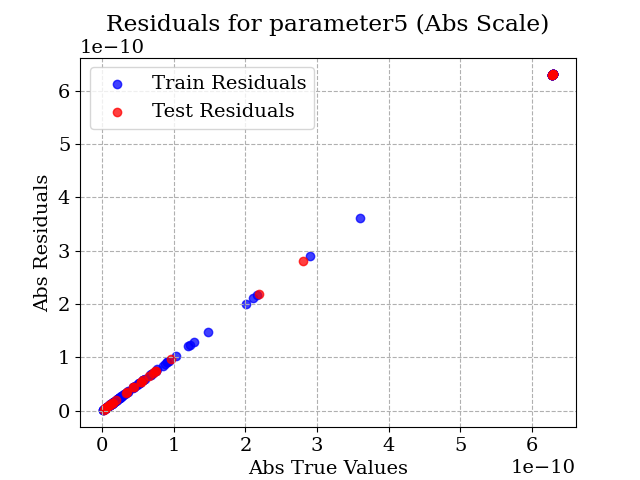 Residuals for parameter5 (Abs Scale)
1e−10
Train Residuals
Test Residuals
Abs Residuals
6
5
4
3
2
1
0
0 1 2 3 4 5 6
Abs True Values
1e−10